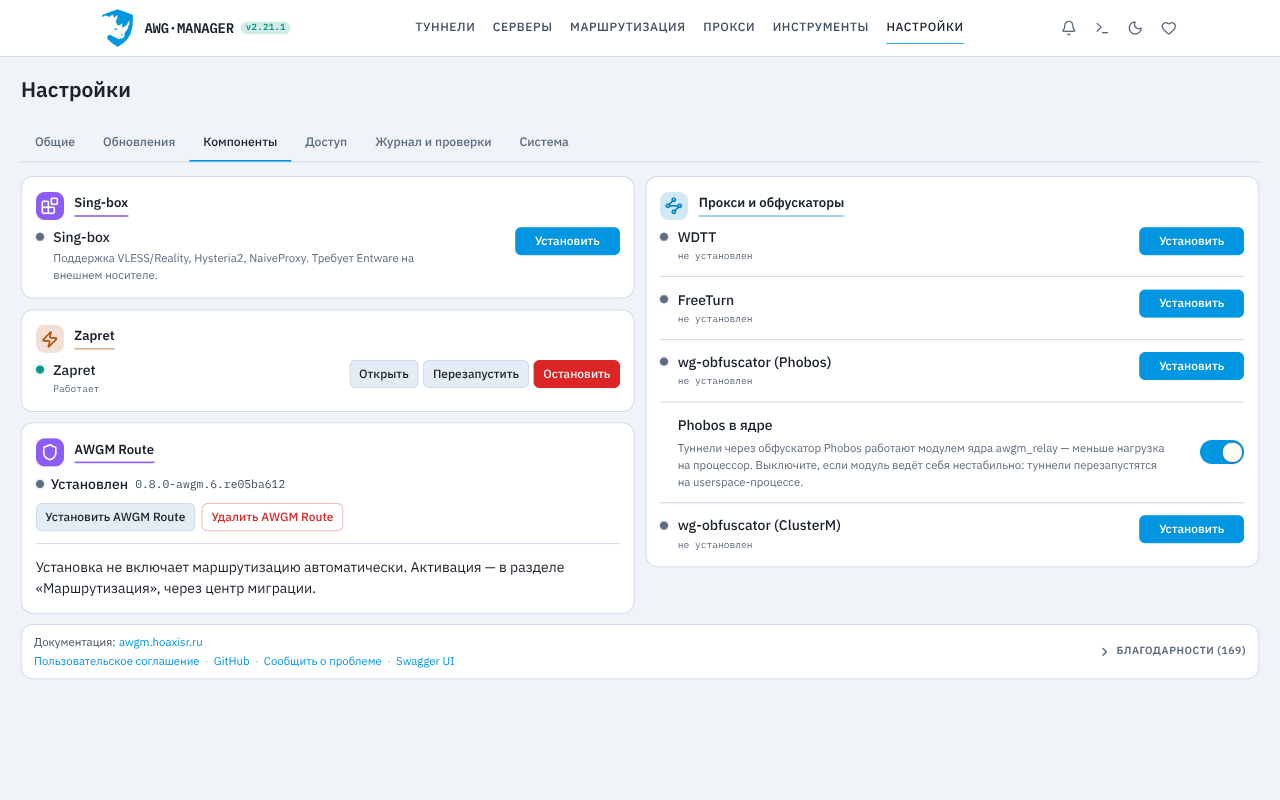 AWG·MANAGER v2.21.1
ТУННЕЛИ СЕРВЕРЫ МАРШРУТИЗАЦИЯ ПРОКСИ ИНСТРУМЕНТЫ НАСТРОЙКИ
Настройки
Общие Обновления Компоненты Доступ Журнал и проверки Система
Sing-box
Sing-box
Установить
Поддержка VLESS/Reality, Hysteria2, NaiveProxy. Требует Entware на
внешнем носителе.
Zapret
Zapret
Работает
Открыть Перезапустить Остановить
AWGM Route
Установлен 0.8.0-awgm.6.re05ba612
Установить AWGM Route Удалить AWGM Route
Установка не включает маршрутизацию автоматически. Активация — в разделе
«Маршрутизация», через центр миграции.
Прокси и обфускаторы
WDTT
не установлен
Установить
FreeTurn
не установлен
Установить
wg-obfuscator (Phobos)
не установлен
Установить
Phobos в ядре
Туннели через обфускатор Phobos работают модулем ядра awgm_relay — меньше нагрузка
на процессор. Выключите, если модуль ведёт себя нестабильно: туннели перезапустятся
на userspace-процессе.
wg-obfuscator (ClusterM)
не установлен
Установить
Документация: awgm.hoaxisr.ru
Пользовательское соглашение · GitHub · Сообщить о проблеме · Swagger UI
БЛАГОДАРНОСТИ (169)